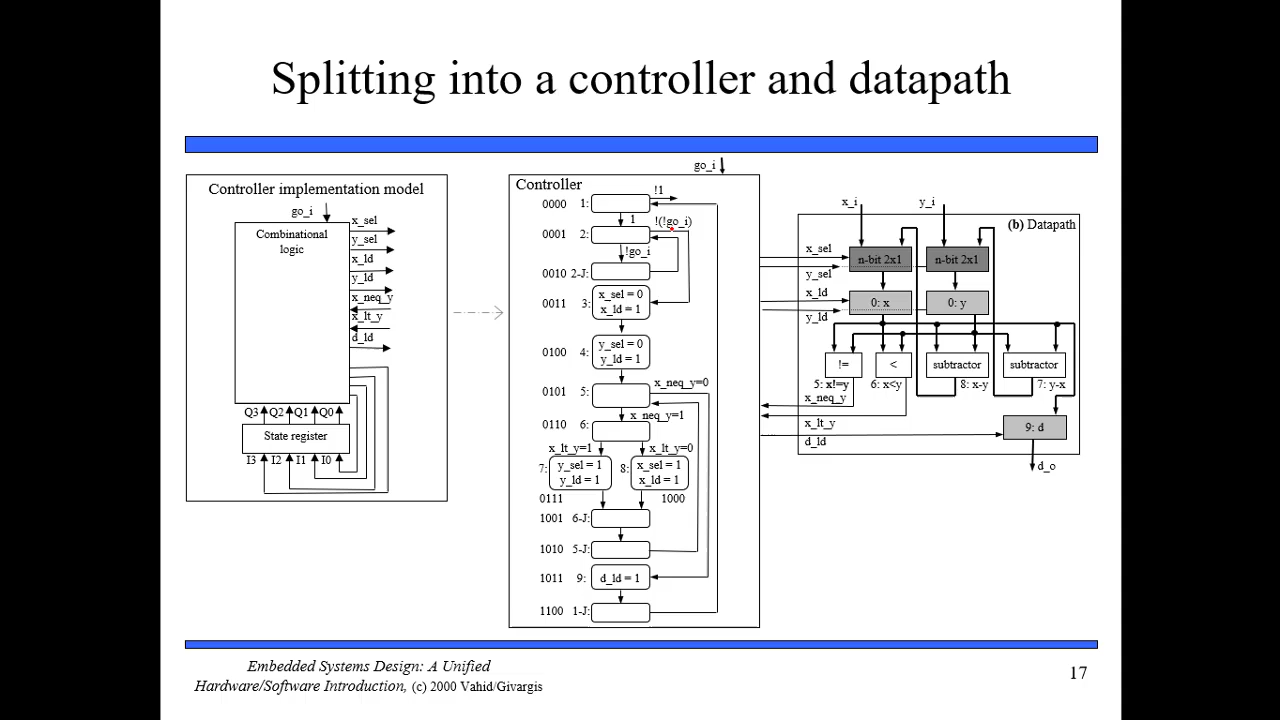 Splitting into a controller and datapath
Controller implementation model
go_i
Combinational
logic
x_sel
y_sel
x_ld
y_ld
x_neq_y
x_lt_y
d_ld
Q3 Q2 Q1 Q0
State register
I3 I2 I1 I0
go_i
Controller
!1
0000 1:
1
!(!go_i)
0001 2:
!go_i
0010 2-J:
0011 3:
x_sel = 0
x_ld = 1
0100 4:
y_sel = 0
y_ld = 1
x_neq_y=0
0101 5:
x_neq_y=1
0110 6:
x_lt_y=1 x_lt_y=0
7: y_sel = 1 8: x_sel = 1
y_ld = 1 x_ld = 1
0111 1000
1001 6-J:
1010 5-J:
1011 9: d_ld = 1
1100 1-J:
x_i y_i
(b) Datapath
x_sel
n-bit 2x1 n-bit 2x1
y_sel
x_ld
0: x 0: y
y_ld
!= < subtractor subtractor
5: x!=y 6: x<y 8: x-y 7: y-x
x_neq_y
x_lt_y
9: d
d_ld
d_o
Embedded Systems Design: A Unified
Hardware/Software Introduction, (c) 2000 Vahid/Givargis
17